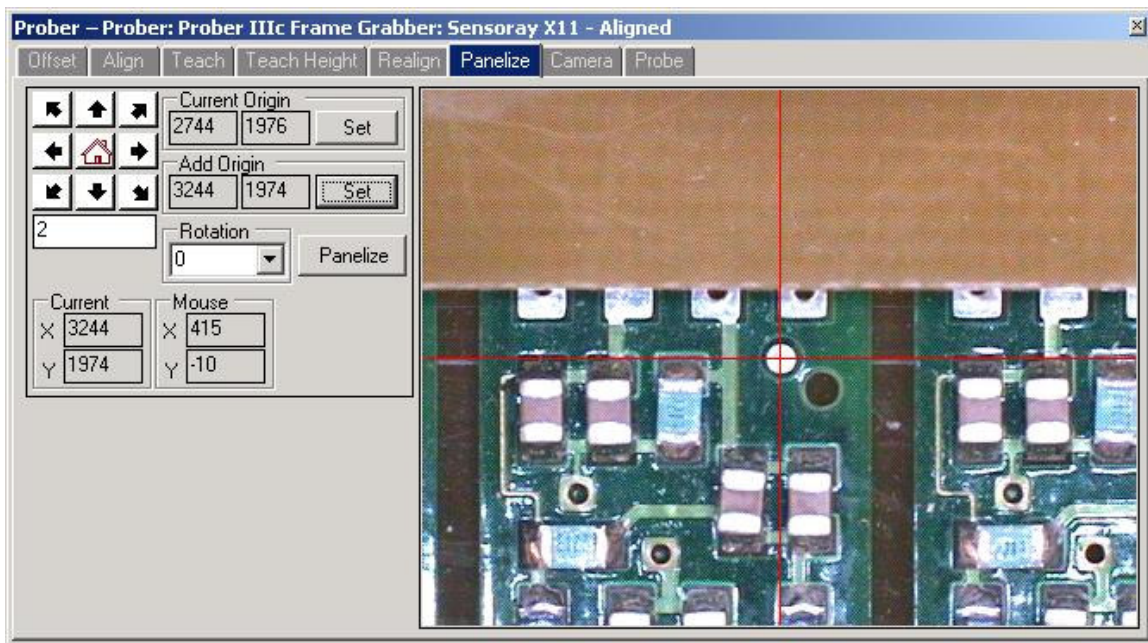 Prober – Prober: Prober IIIc Frame Grabber: Sensoray X11 - Aligned
Offset Align Teach Teach Height Realign Panelize Camera Probe
Current Origin
2744 1976 Set
Add Origin
3244 1974 Set
2
Rotation
0
Panelize
Current
X 3244
Y 1974
Mouse
X 415
Y -10